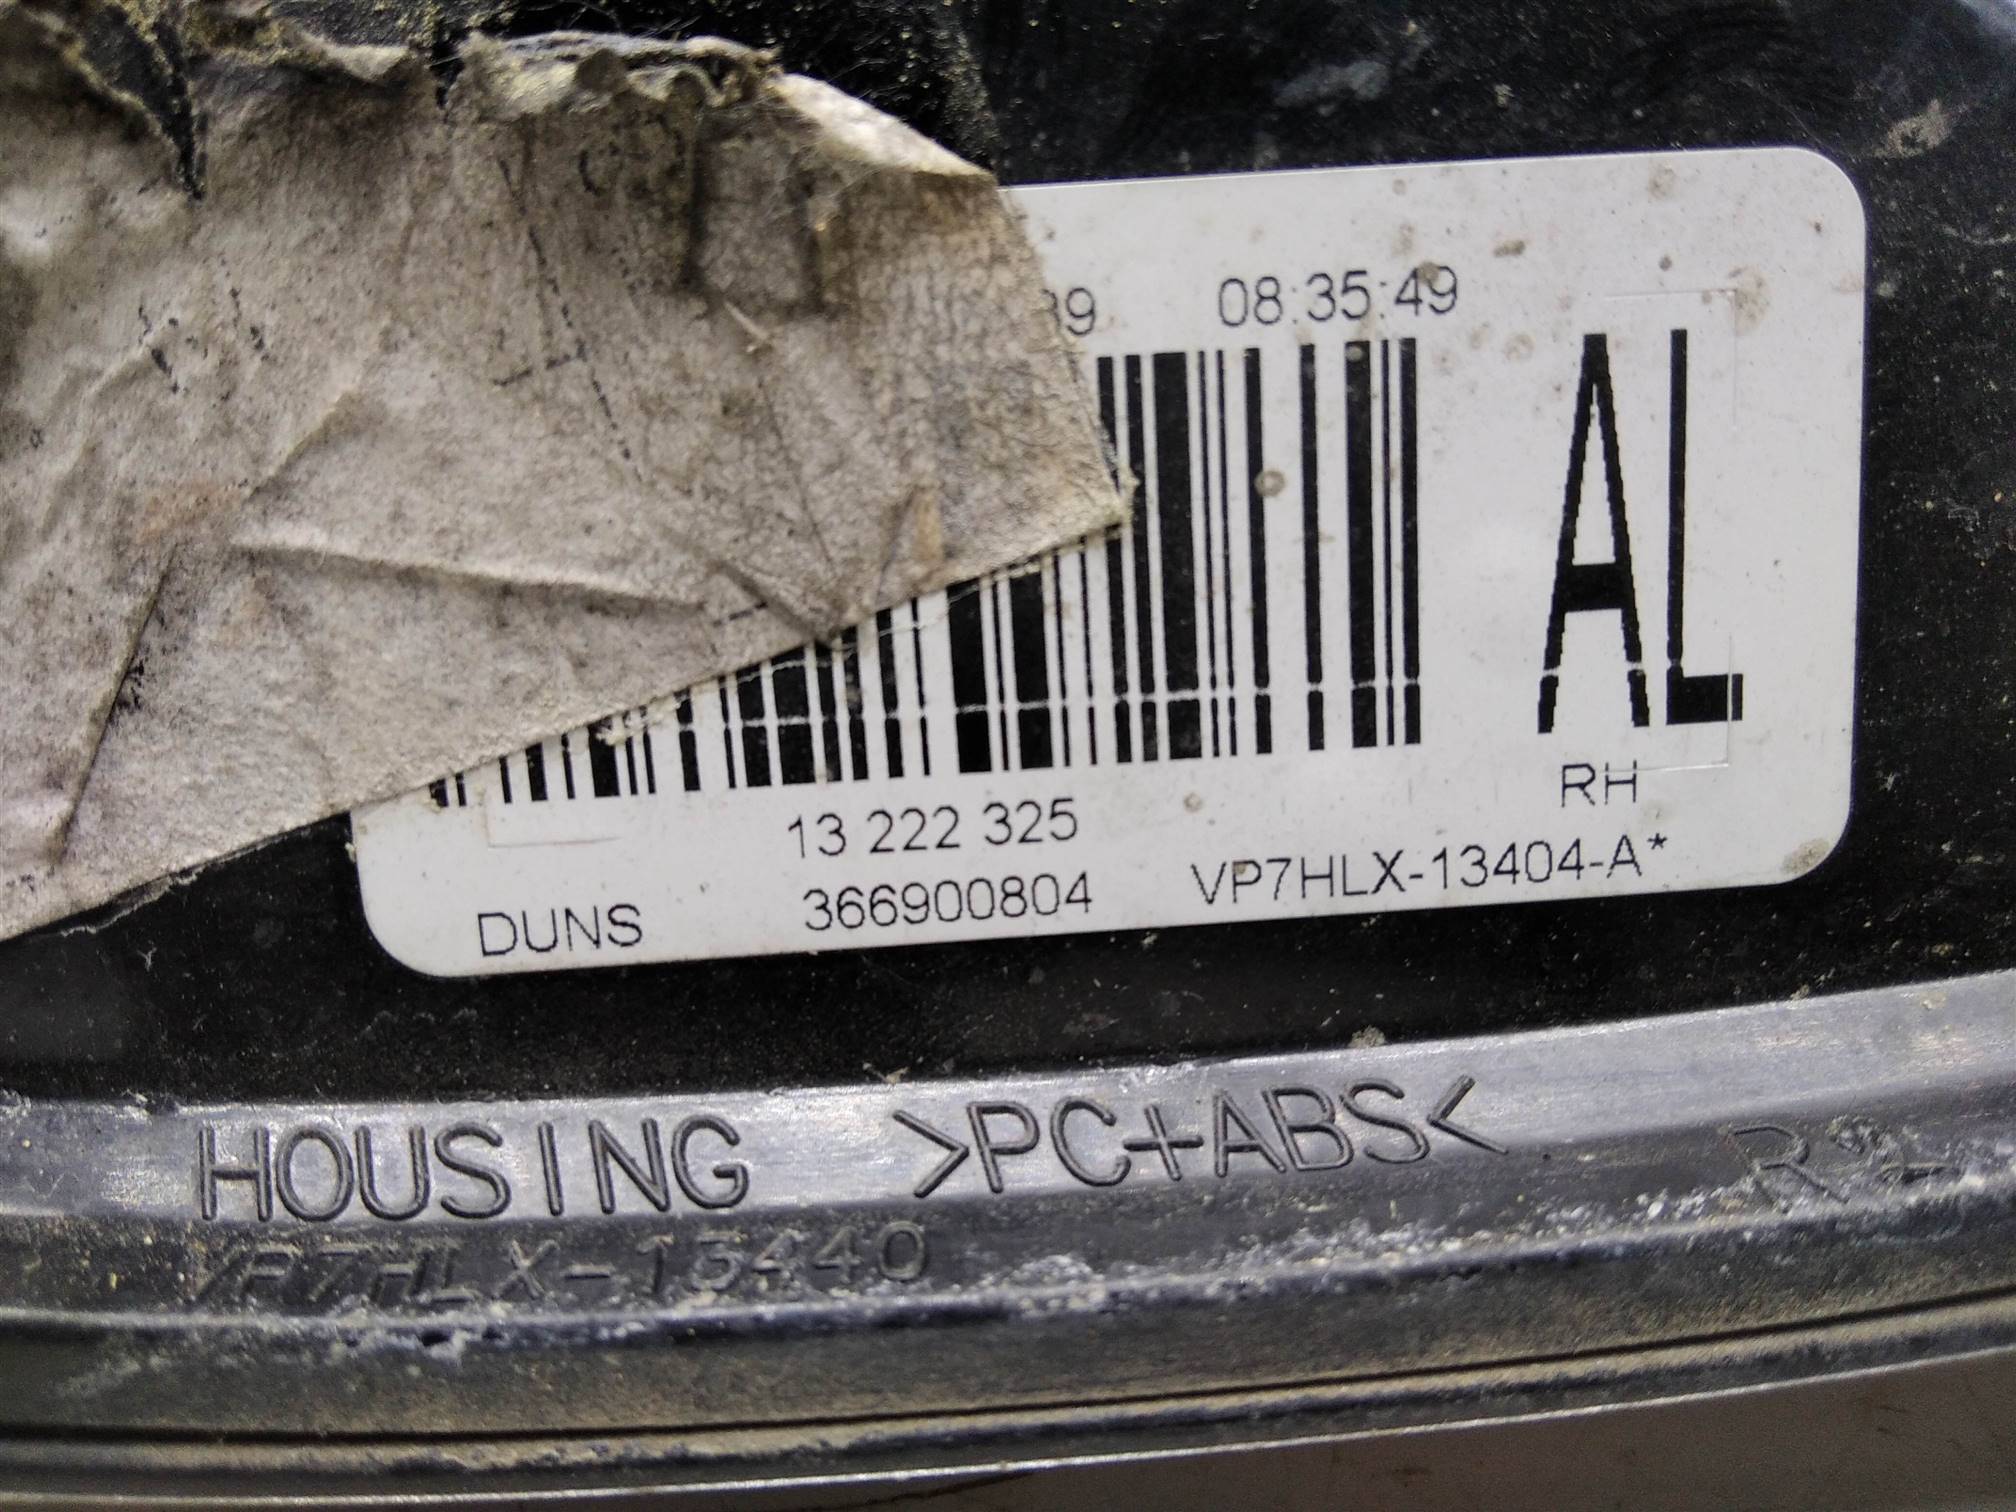 08:35:49
AL
RH
13 222 325
DUNS 366900804 VP7HLX-13404-A*
HOUSING >PC+ABS<
VP7HLX-13440